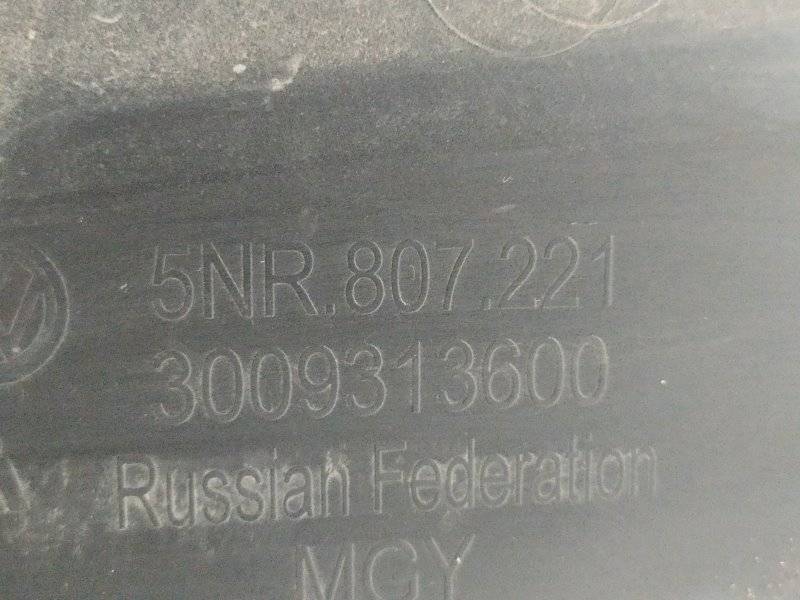 5NR.807.221
3009313600
Russian Federation
MGY